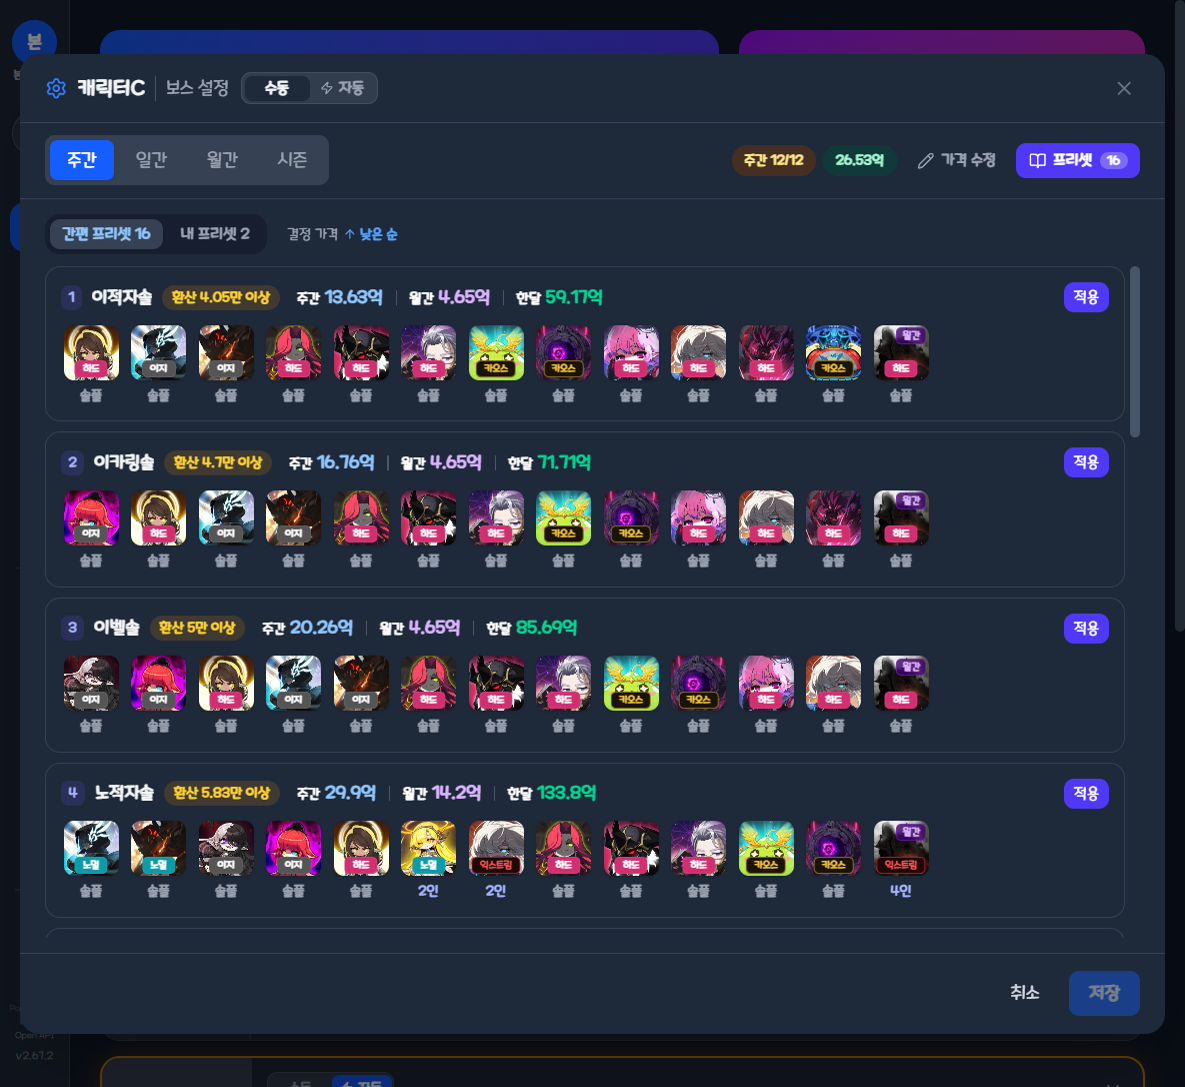 본
캐릭터C 보스 설정 수동 자동
주간 일간 월간 시즌 주간 12/12 26.53억 가격 수정 프리셋 16
간편 프리셋 16 내 프리셋 2 결정 가격 ↑ 낮은 순
1 이적자솔 환산 4.05만 이상 주간 13.63억 월간 4.65억 한달 59.17억 적용
월간
하드 이지 이지 하드 하드 하드 카오스 카오스 하드 하드 하드 카오스 하드
솔플 솔플 솔플 솔플 솔플 솔플 솔플 솔플 솔플 솔플 솔플 솔플 솔플
2 이카링솔 환산 4.7만 이상 주간 16.76억 월간 4.65억 한달 71.71억 적용
월간
이지 하드 이지 이지 하드 하드 하드 카오스 카오스 하드 하드 하드 하드
솔플 솔플 솔플 솔플 솔플 솔플 솔플 솔플 솔플 솔플 솔플 솔플 솔플
3 이벨솔 환산 5만 이상 주간 20.26억 월간 4.65억 한달 85.69억 적용
월간
이지 이지 하드 이지 이지 하드 하드 하드 카오스 카오스 하드 하드 하드
솔플 솔플 솔플 솔플 솔플 솔플 솔플 솔플 솔플 솔플 솔플 솔플 솔플
4 노적자솔 환산 5.83만 이상 주간 29.9억 월간 14.2억 한달 133.8억 적용
월간
노멀 노멀 이지 이지 하드 노멀 익스트림 하드 하드 하드 카오스 카오스 익스트림
솔플 솔플 솔플 솔플 솔플 2인 2인 솔플 솔플 솔플 솔플 솔플 4인
취소 저장
Open API
v2.67.2
수동 자동